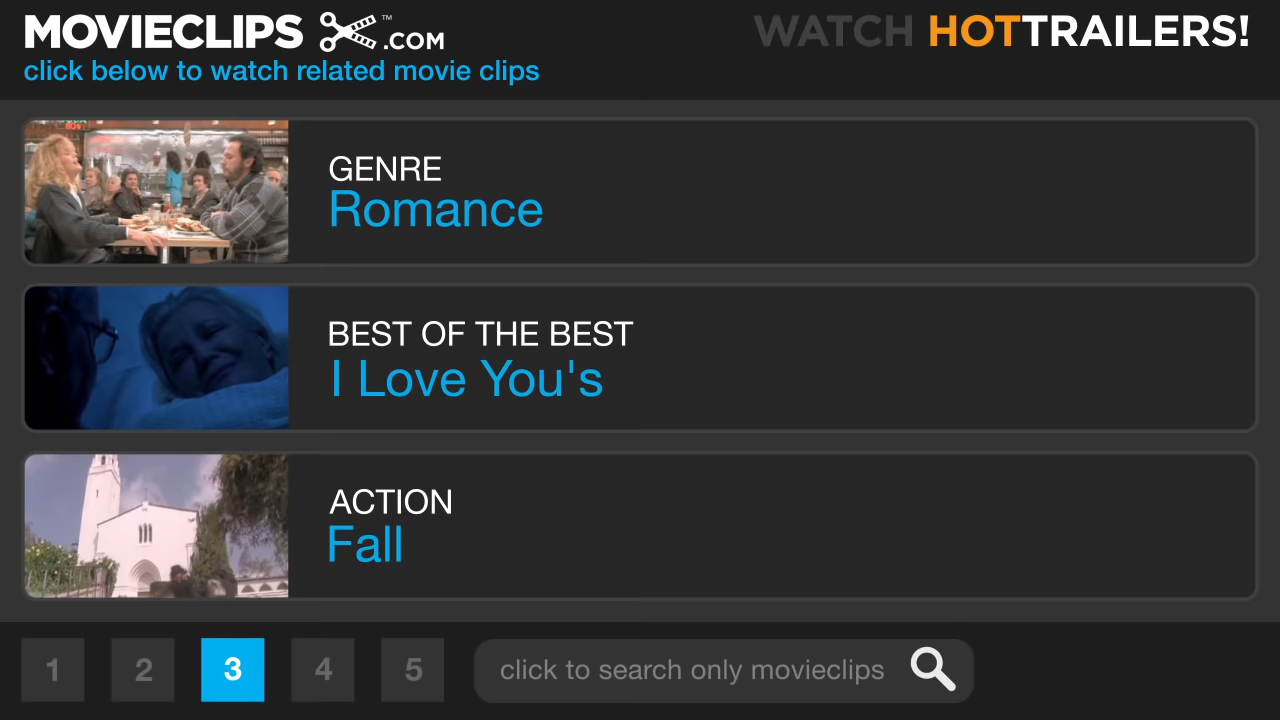 MOVIECLIPS ™ .COM
WATCH HOTTRAILERS!
click below to watch related movie clips
GENRE
Romance
BEST OF THE BEST
I Love You's
ACTION
Fall
1 2 3 4 5 click to search only movieclips